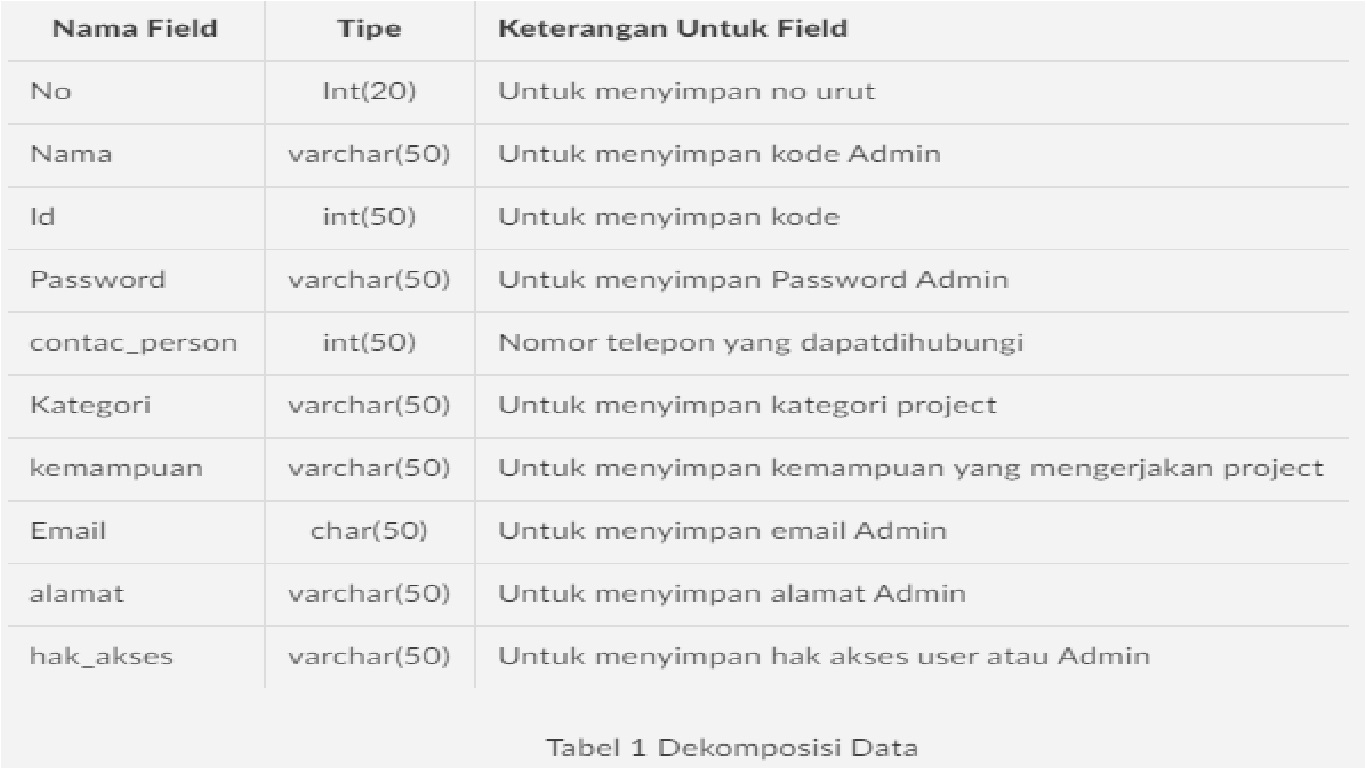 Nama Field Tipe Keterangan Untuk Field
No Int(20) Untuk menyimpan no urut
Nama varchar(50) Untuk menyimpan kode Admin
Id int(50) Untuk menyimpan kode
Password varchar(50) Untuk menyimpan Password Admin
contac_person int(50) Nomor telepon yang dapatdihubungi
Kategori varchar(50) Untuk menyimpan kategori project
kemampuan varchar(50) Untuk menyimpan kemampuan yang mengerjakan project
Email char(50) Untuk menyimpan email Admin
alamat varchar(50) Untuk menyimpan alamat Admin
hak_akses varchar(50) Untuk menyimpan hak akses user atau Admin
Tabel 1 Dekomposisi Data